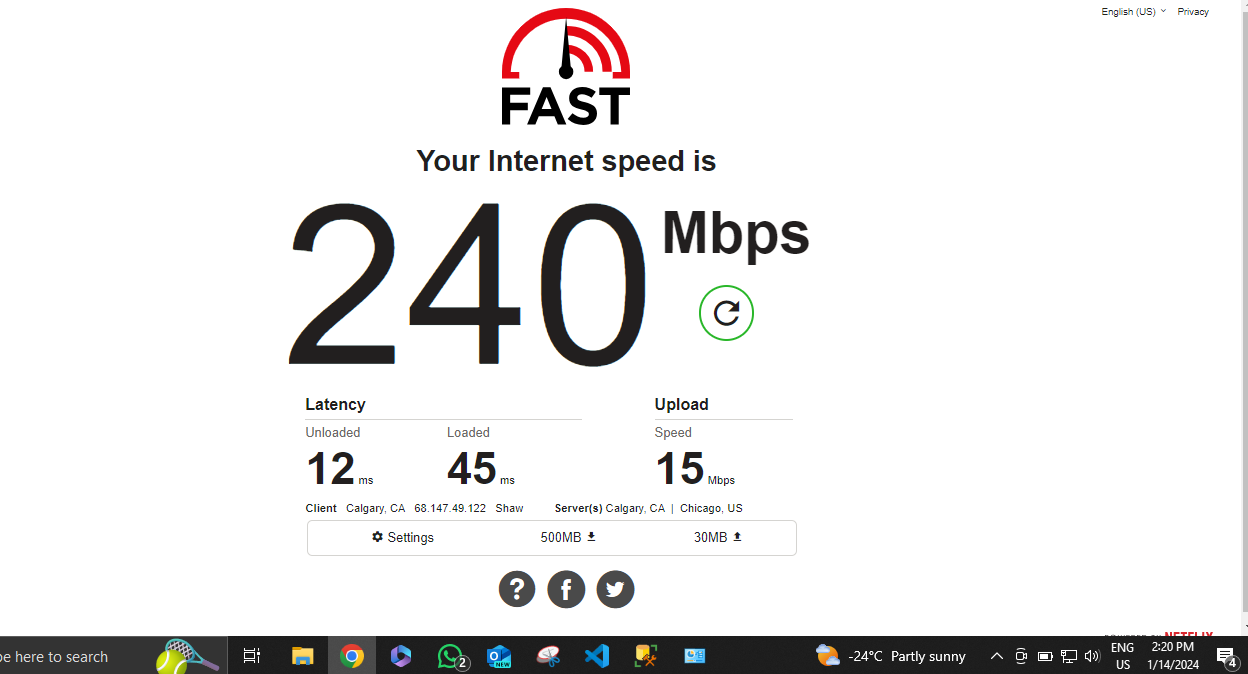 English (US) Privacy
FAST
Your Internet speed is
240 Mbps
Latency Upload
Unloaded Loaded Speed
12 ms 45 ms 15 Mbps
Client Calgary, CA 68.147.49.122 Shaw Server(s) Calgary, CA | Chicago, US
Settings 500MB 30MB
? f
POWERED BY NETFLIX
pe here to search 2 NEW -24°C Partly sunny ENG US 2:20 PM 1/14/2024 4